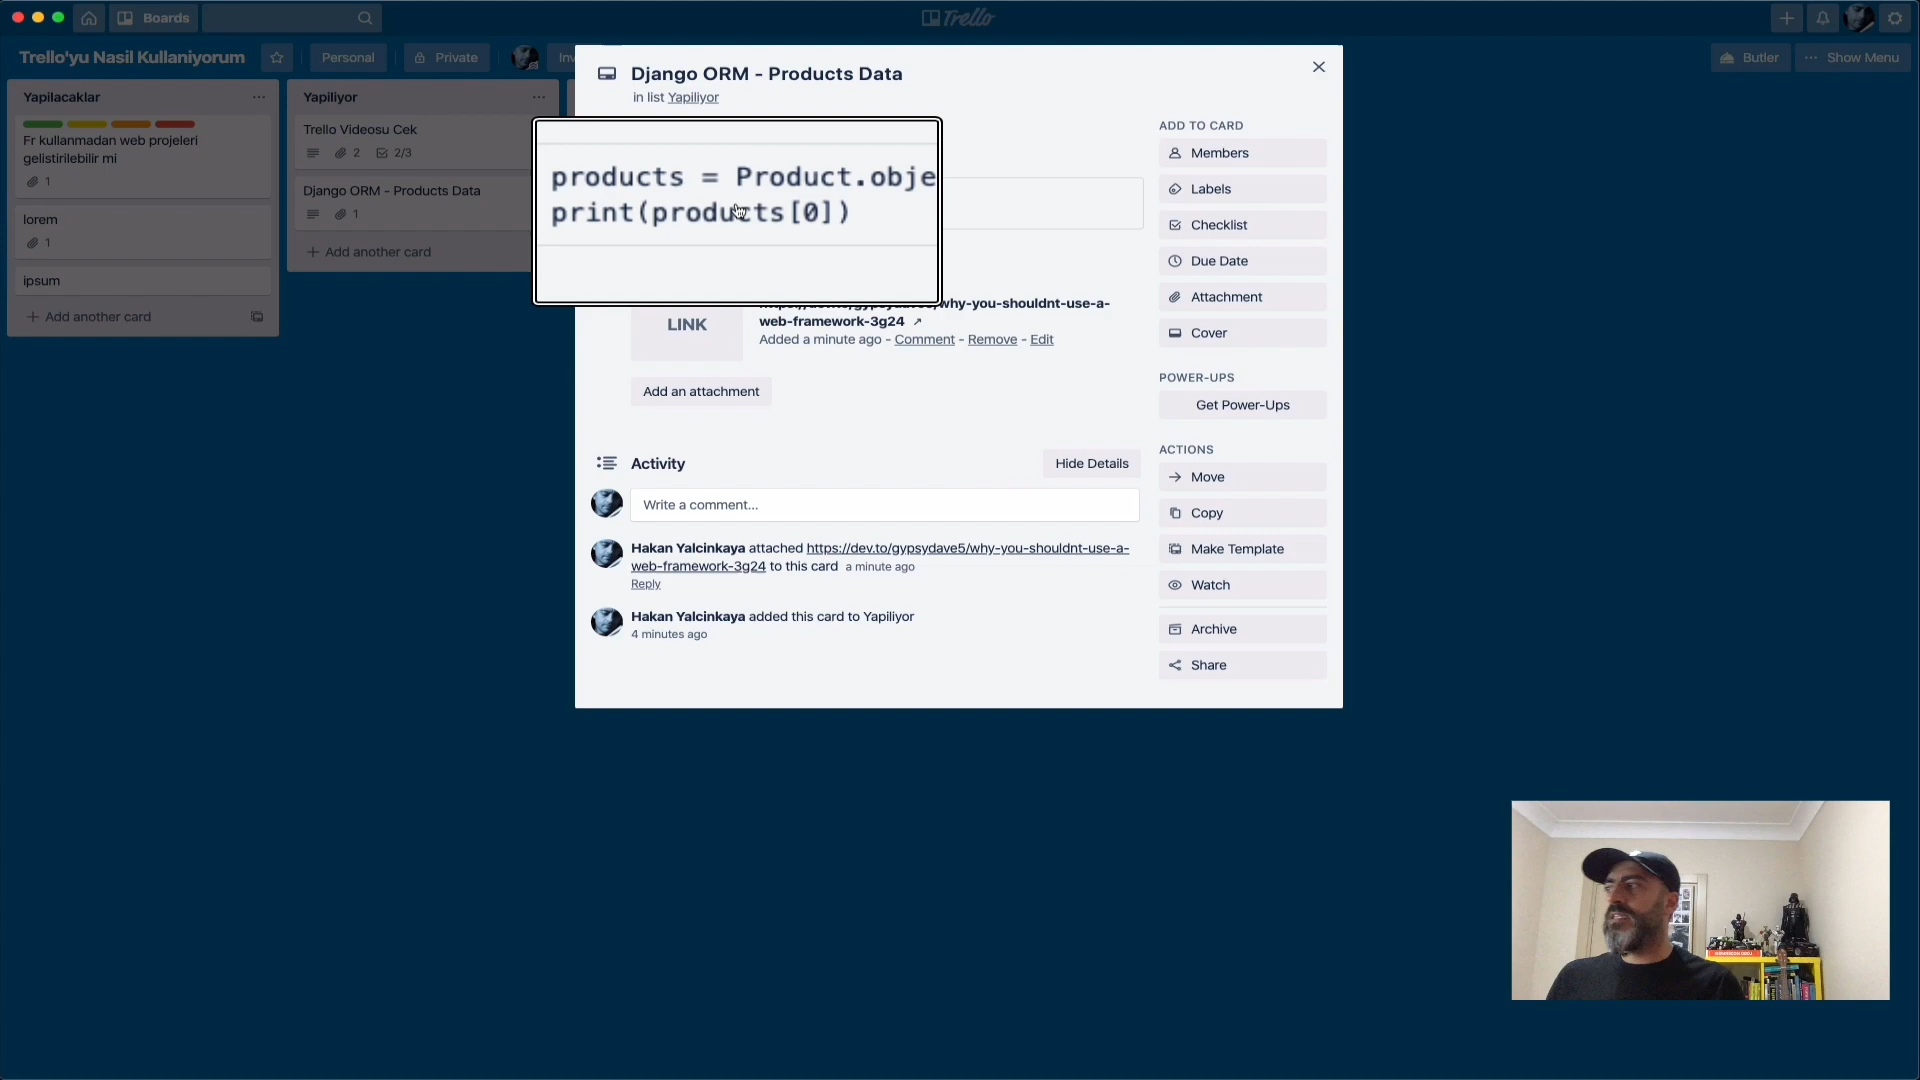 Boards
Trello
Trello'yu Nasil Kullaniyorum
Personal
Private
Inv
Butler
Show Menu
Yapilacaklar
Fr kullanmadan web projeleri
gelistirilebilir mi
1
lorem
1
ipsum
Add another card
Yapiliyor
Trello Videosu Cek
2
2/3
Django ORM - Products Data
1
Add another card
Django ORM - Products Data
in list Yapiliyor
products = Product.obje
print(products[0])
why-you-shouldnt-use-a-
web-framework-3g24
LINK
Added a minute ago - Comment - Remove - Edit
Add an attachment
Activity
Hide Details
Write a comment...
Hakan Yalcinkaya attached https://dev.to/gypsydave5/why-you-shouldnt-use-a-
web-framework-3g24 to this card a minute ago
Reply
Hakan Yalcinkaya added this card to Yapiliyor
4 minutes ago
ADD TO CARD
Members
Labels
Checklist
Due Date
Attachment
Cover
POWER-UPS
Get Power-Ups
ACTIONS
Move
Copy
Make Template
Watch
Archive
Share